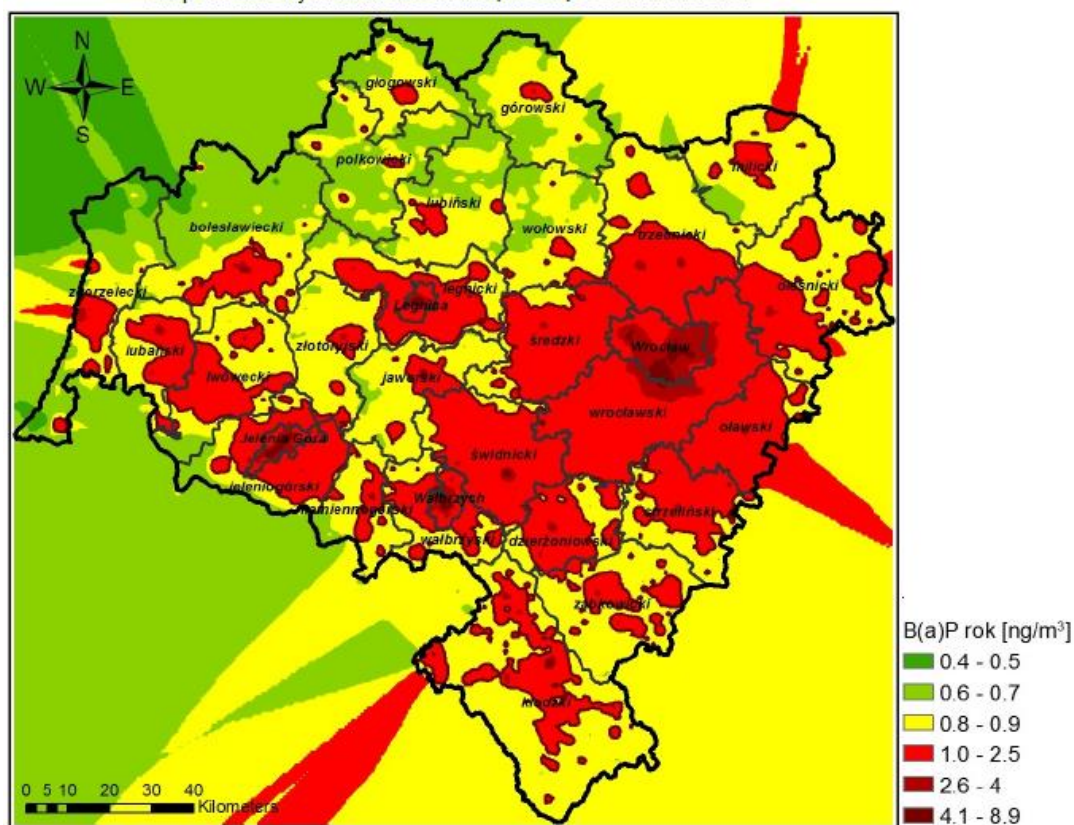 N
W E
S
głogowski
górowski
polkowicki
milicki
lubiński
bolesławiecki
wołowski
trzebnicki
zgorzelecki
oleśnicki
legnicki
Legnica
lubański
złotoryjski
średzki
Wrocław
lwówecki
jaworski
wrocławski
oławski
Jelenia Góra
świdnicki
jeleniogórski
Wałbrzych
kamiennogórski
strzeliński
wałbrzyski
dzierżoniowski
ząbkowicki
kłodzki
0 5 10 20 30 40
Kilometers
B(a)P rok [ng/m³]
0.4 - 0.5
0.6 - 0.7
0.8 - 0.9
1.0 - 2.5
2.6 - 4
4.1 - 8.9